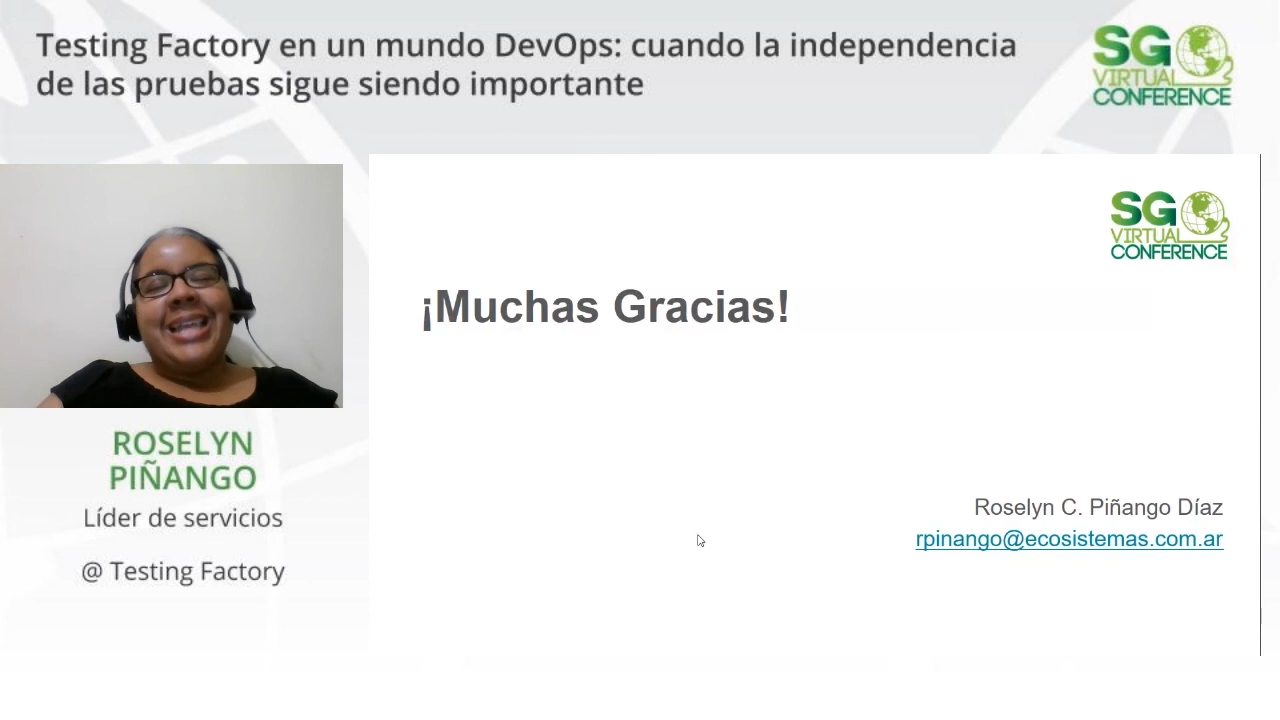 Testing Factory en un mundo DevOps: cuando la independencia
de las pruebas sigue siendo importante
SG
VIRTUAL
CONFERENCE
SG
VIRTUAL
CONFERENCE
¡Muchas Gracias!
ROSELYN
PIÑANGO
Líder de servicios
@ Testing Factory
Roselyn C. Piñango Díaz
rpinango@ecosistemas.com.ar